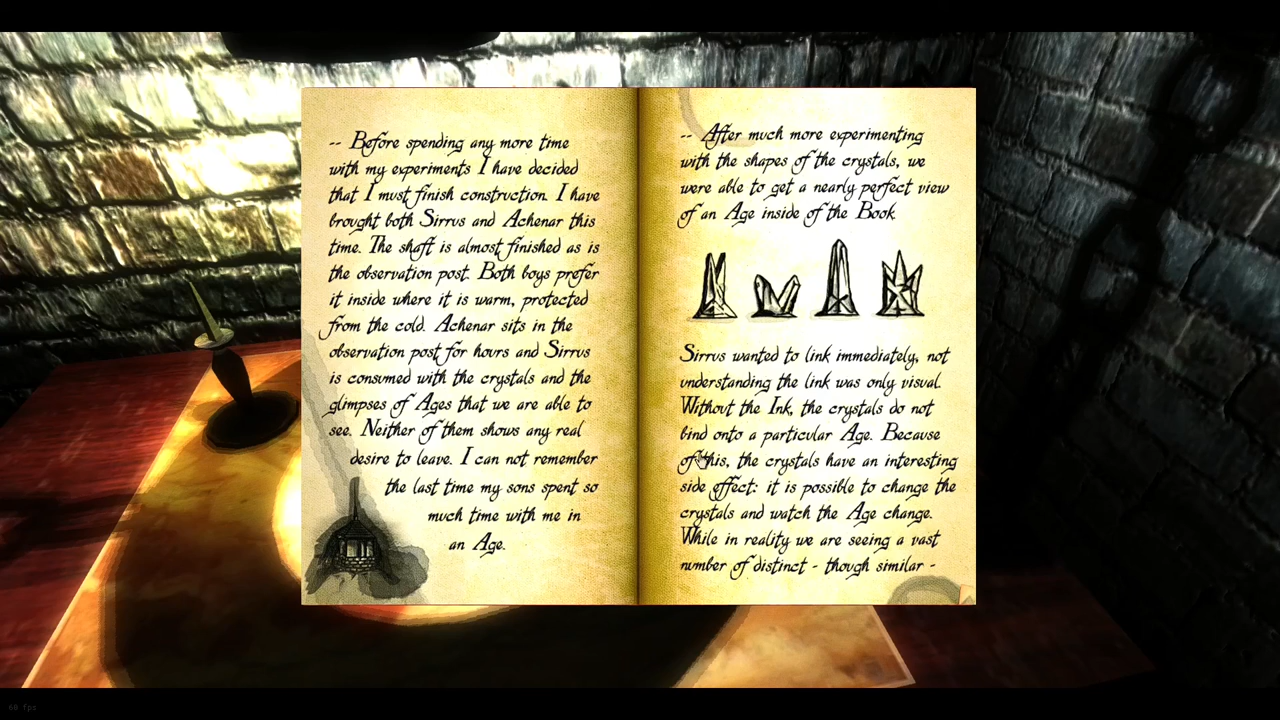 -- Before spending any more time
with my experiments I have decided
that I must finish construction. I have
brought both Sirrus and Achenar this
time. The shaft is almost finished as is
the observation post. Both boys prefer
it inside where it is warm, protected
from the cold. Achenar sits in the
observation post for hours and Sirrus
is consumed with the crystals and the
glimpses of Ages that we are able to
see. Neither of them shows any real
desire to leave. I can not remember
the last time my sons spent so
much time with me in
an Age.
-- After much more experimenting
with the shapes of the crystals, we
were able to get a nearly perfect view
of an Age inside of the Book.
Sirrus wanted to link immediately, not
understanding the link was only visual.
Without the Ink, the crystals do not
bind onto a particular Age. Because
of this, the crystals have an interesting
side effect: it is possible to change the
crystals and watch the Age change.
While in reality we are seeing a vast
number of distinct - though similar -
60 fps